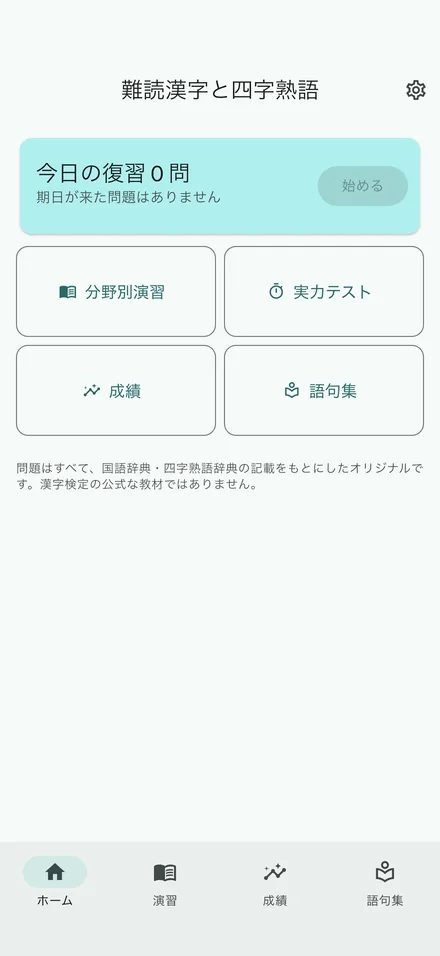 難読漢字と四字熟語
今日の復習0問
期日が来た問題はありません
始める
分野別演習
実力テスト
成績
語句集
問題はすべて、国語辞典・四字熟語辞典の記載をもとにしたオリジナルで
す。漢字検定の公式な教材ではありません。
ホーム
演習
成績
語句集